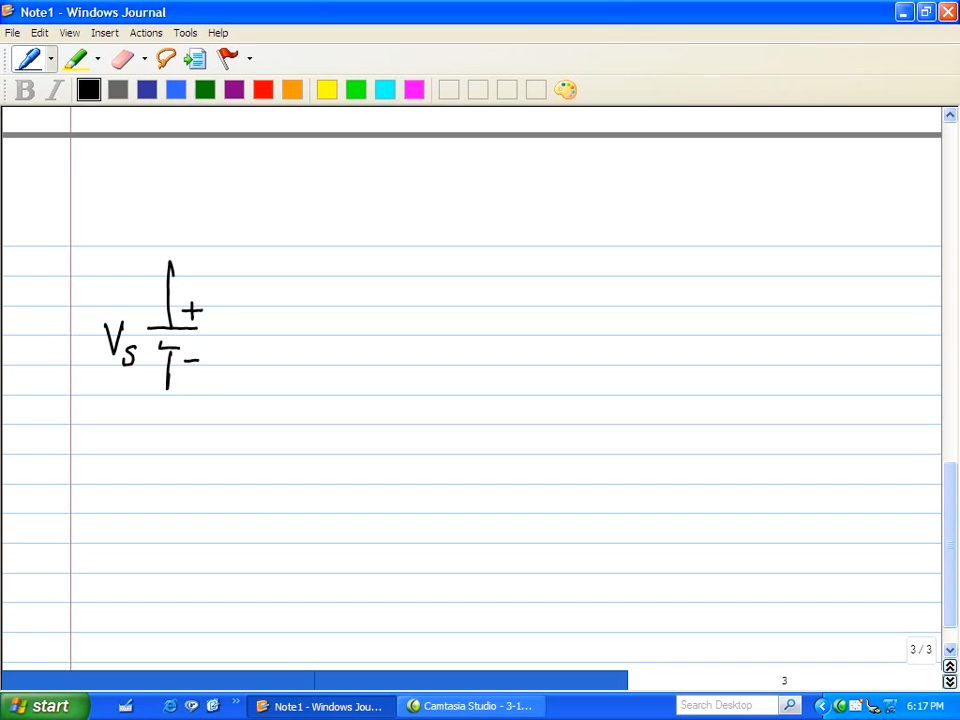 Note1 - Windows Journal
File Edit View Insert Actions Tools Help
B I
+
Vs
−
3 / 3
3
start Note1 - Windows Jou... Camtasia Studio - 3-1... Search Desktop 6:17 PM